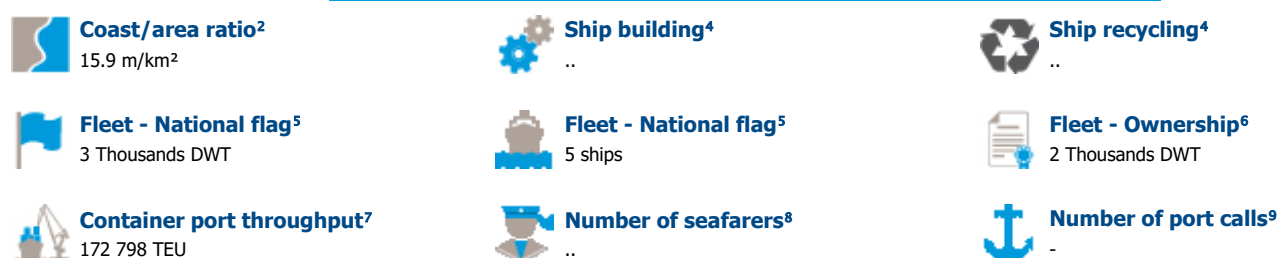 Coast/area ratio²
15.9 m/km²
Ship building⁴
..
Ship recycling⁴
..
Fleet - National flag⁵
3 Thousands DWT
Fleet - National flag⁵
5 ships
Fleet - Ownership⁶
2 Thousands DWT
Container port throughput⁷
172 798 TEU
Number of seafarers⁸
..
Number of port calls⁹
-